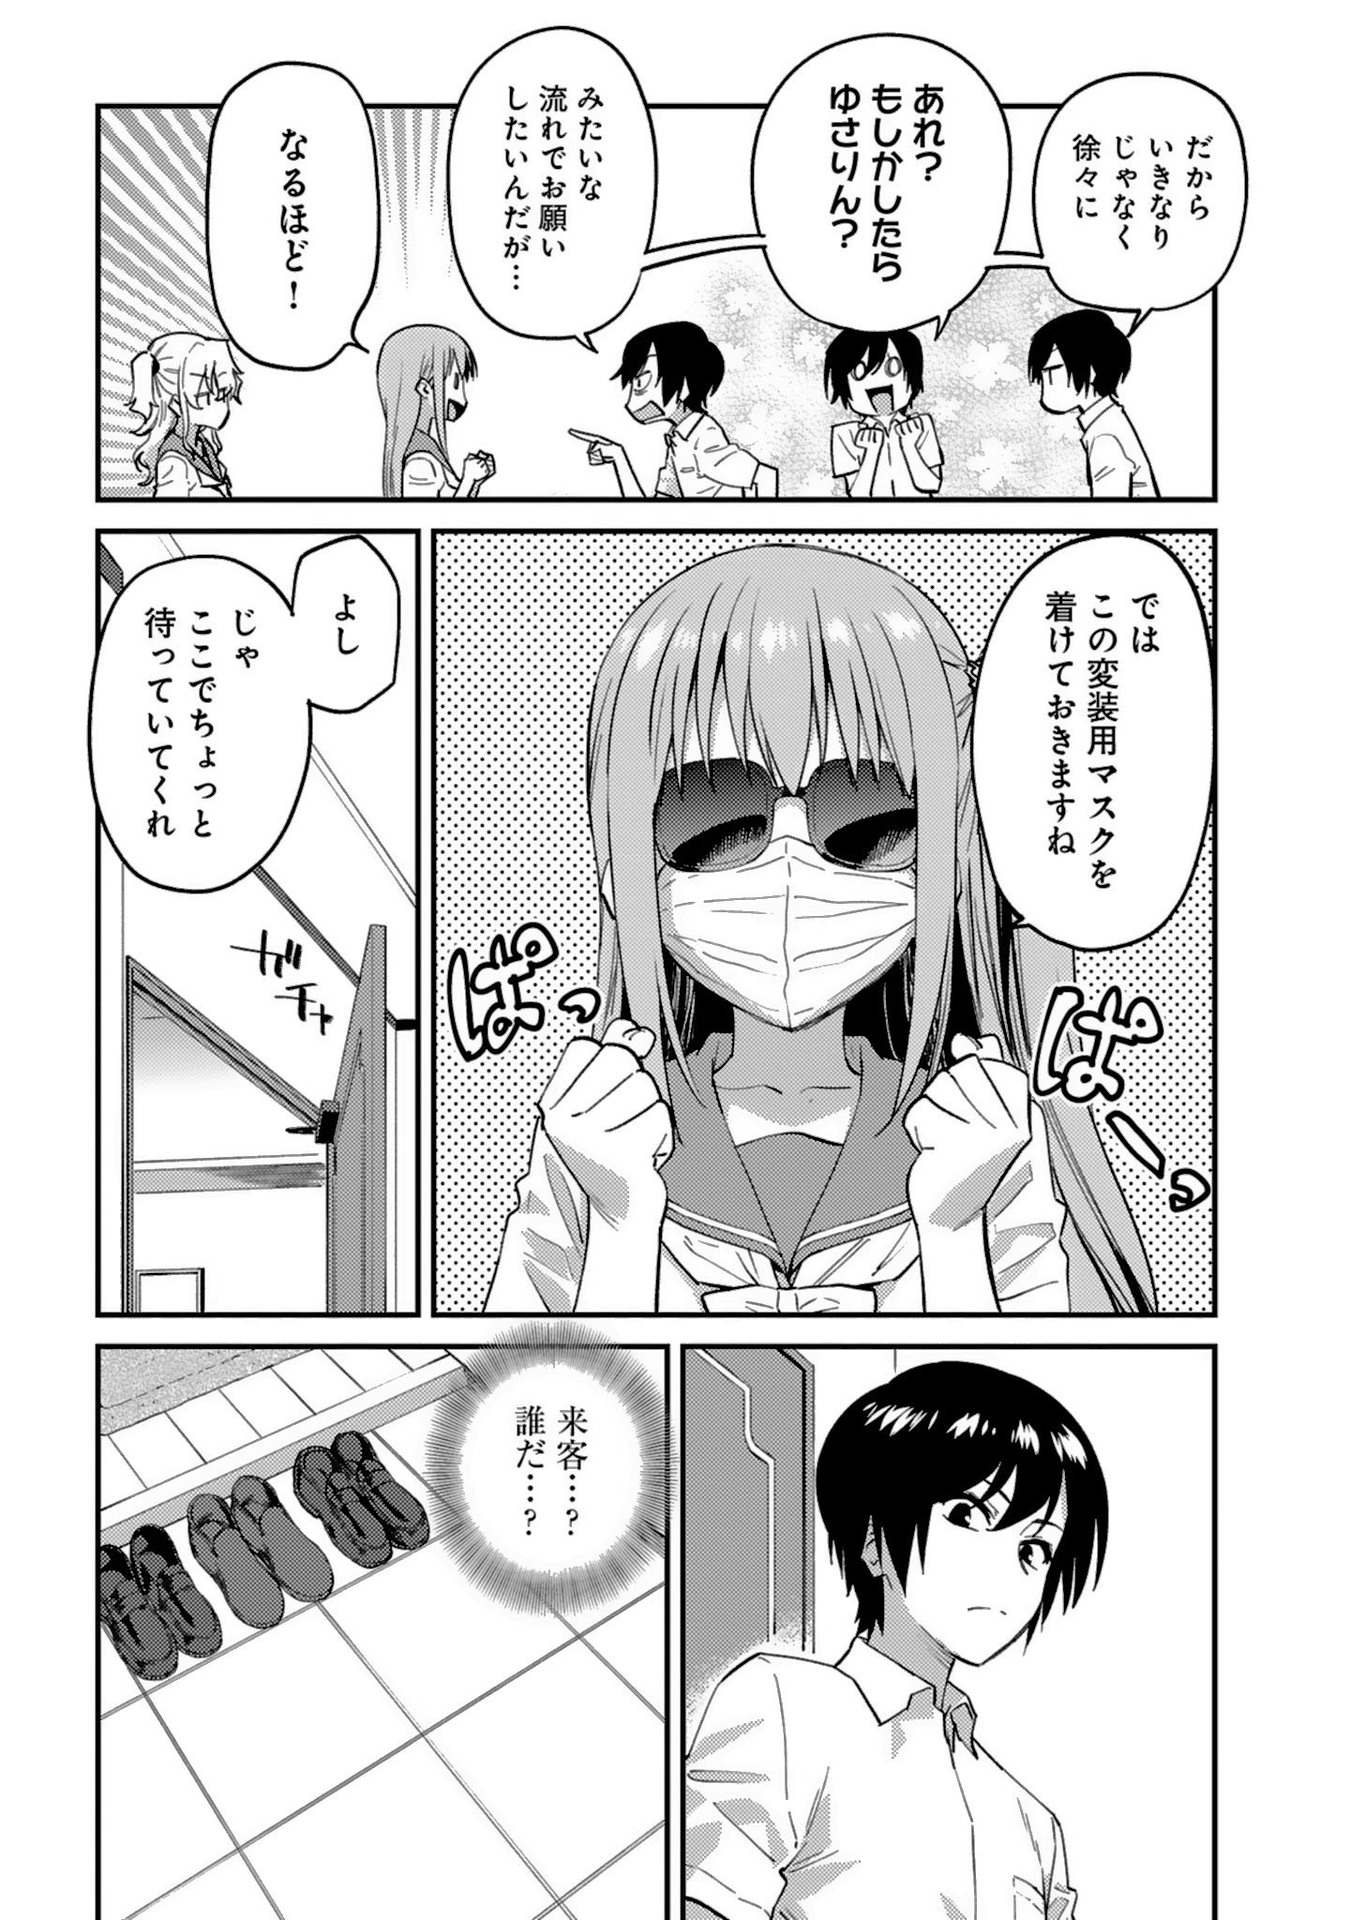 だから
いきなり
じゃなく
徐々に
あれ？
もしかしたら
ゆさりん？
みたいな
流れでお願い
したいんだが…
なるほど！
では
この変装用マスクを
着けておきますね
ぱーっ
ぱっ
よし
じゃ
ここでちょっと
待っていてくれ
ガチャ
来客…？
誰だ…？